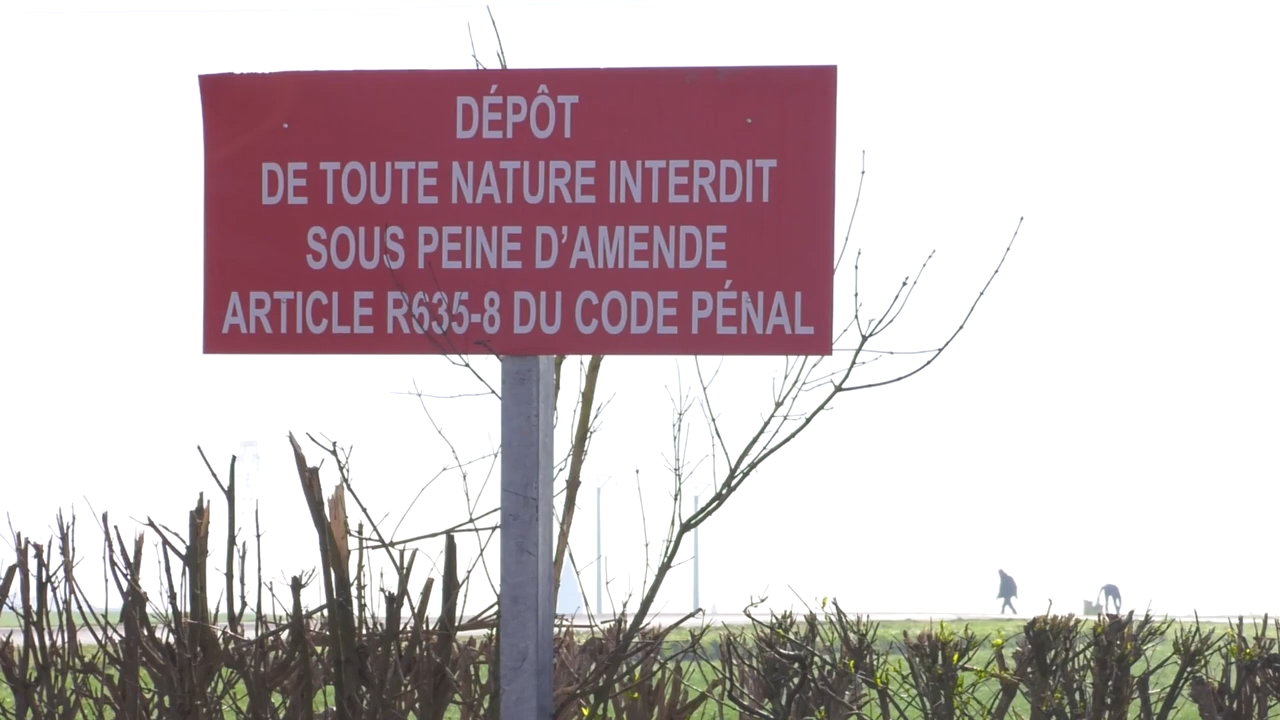 DÉPÔT
DE TOUTE NATURE INTERDIT
SOUS PEINE D’AMENDE
ARTICLE R635-8 DU CODE PÉNAL